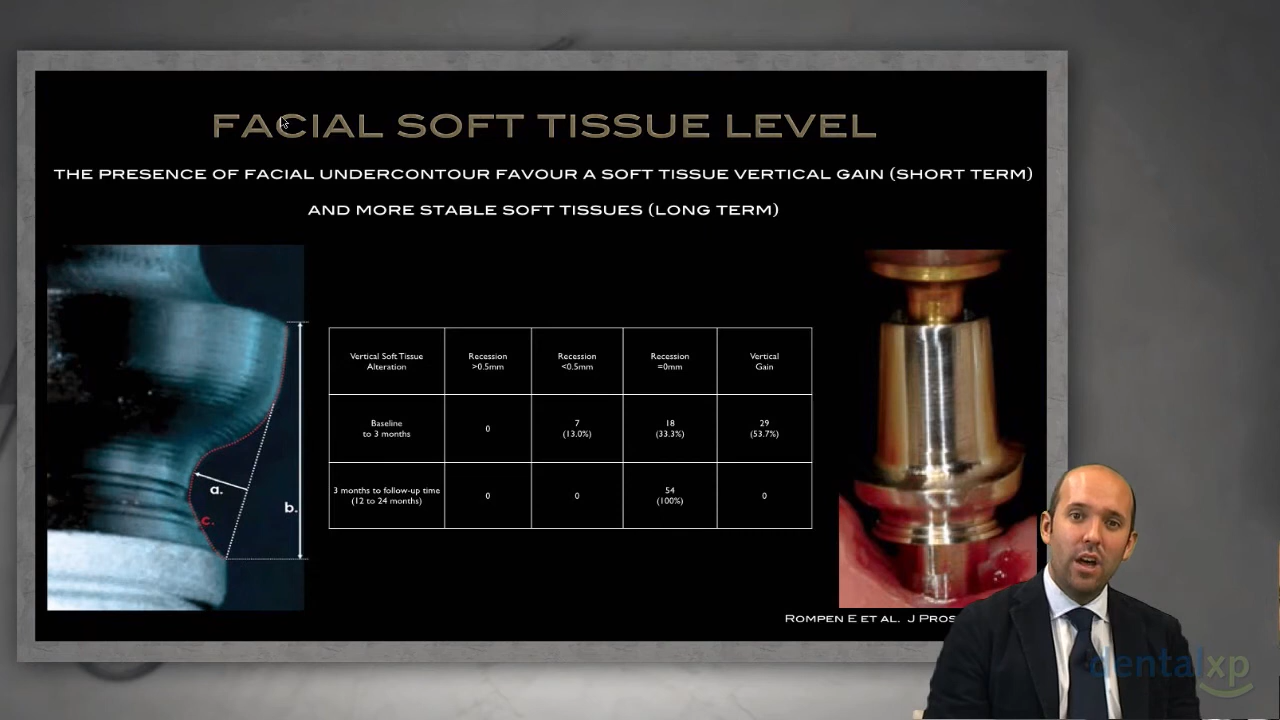 FACIAL SOFT TISSUE LEVEL
THE PRESENCE OF FACIAL UNDERCONTOUR FAVOUR A SOFT TISSUE VERTICAL GAIN (SHORT TERM)
AND MORE STABLE SOFT TISSUES (LONG TERM)
a.
b.
c.
Vertical Soft Tissue
Alteration
Recession
>0.5mm
Recession
<0.5mm
Recession
=0mm
Vertical
Gain
Baseline
to 3 months
0
7
(13.0%)
18
(33.3%)
29
(53.7%)
3 months to follow-up time
(12 to 24 months)
0
0
54
(100%)
0
ROMPEN E ET AL. J PROS
dentalxp